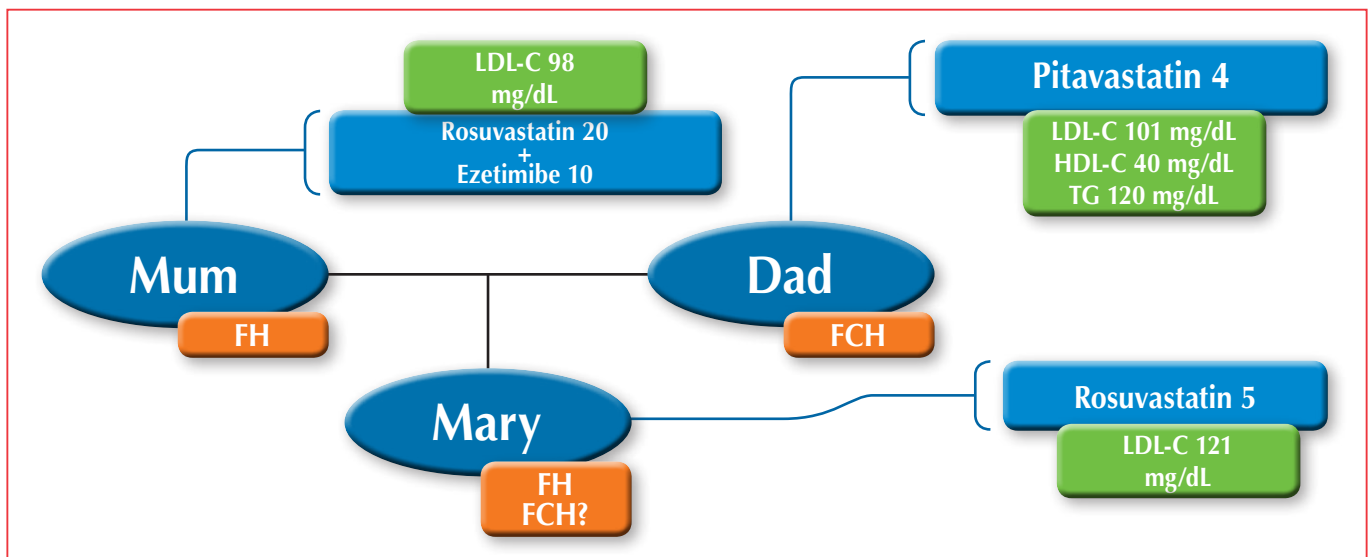 LDL-C 98
mg/dL
Rosuvastatin 20
+
Ezetimibe 10
Pitavastatin 4
LDL-C 101 mg/dL
HDL-C 40 mg/dL
TG 120 mg/dL
Mum
FH
Dad
FCH
Mary
FH
FCH?
Rosuvastatin 5
LDL-C 121
mg/dL